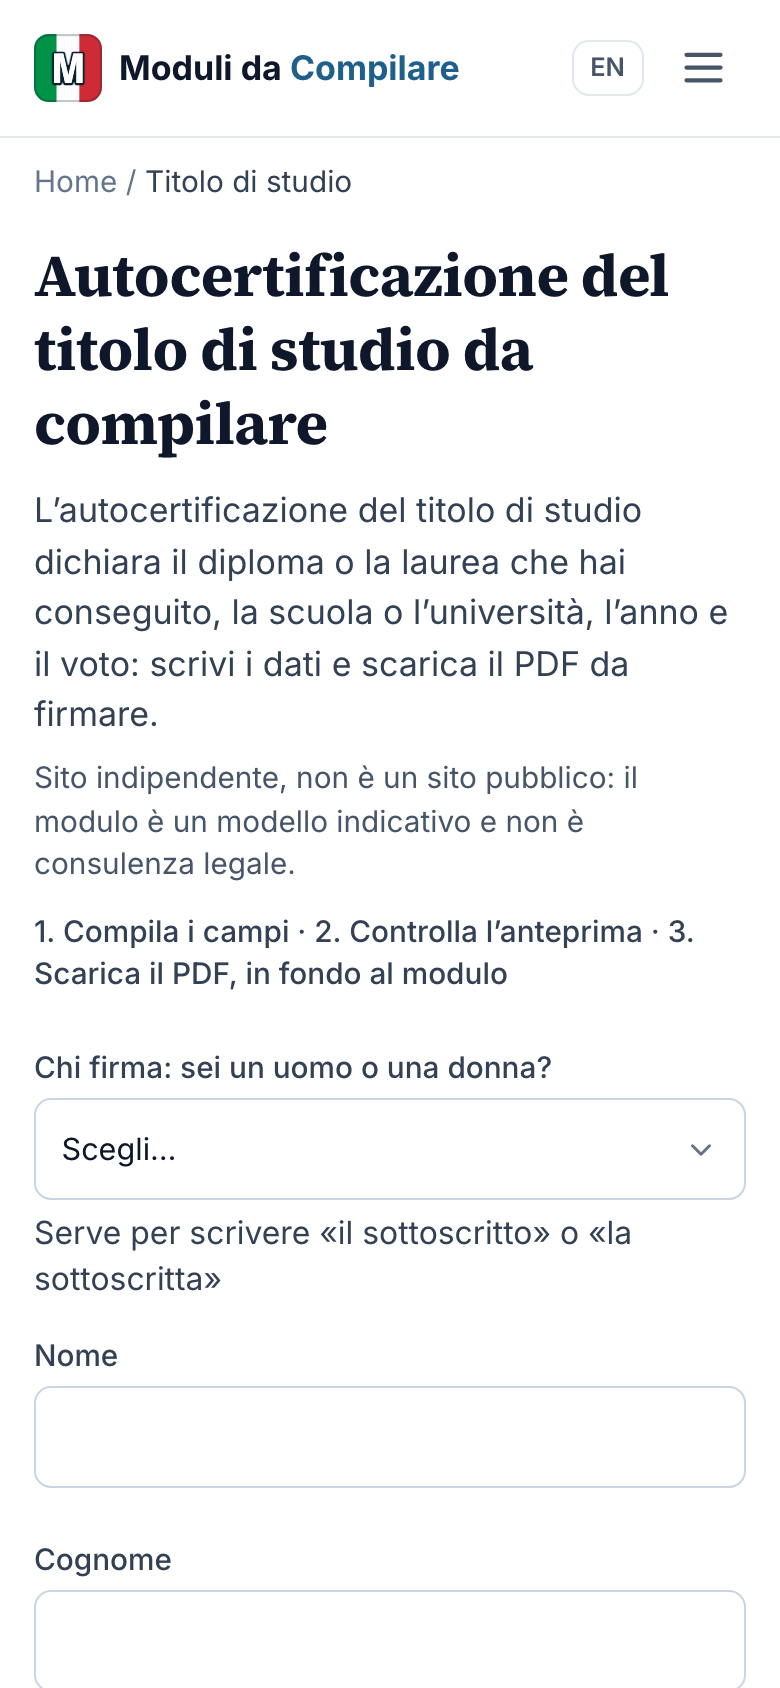 M Moduli da Compilare EN
Home / Titolo di studio
Autocertificazione del
titolo di studio da
compilare
L’autocertificazione del titolo di studio
dichiara il diploma o la laurea che hai
conseguito, la scuola o l’università, l’anno e
il voto: scrivi i dati e scarica il PDF da
firmare.
Sito indipendente, non è un sito pubblico: il
modulo è un modello indicativo e non è
consulenza legale.
1. Compila i campi · 2. Controlla l’anteprima · 3.
Scarica il PDF, in fondo al modulo
Chi firma: sei un uomo o una donna?
Scegli...
Serve per scrivere «il sottoscritto» o «la
sottoscritta»
Nome
Cognome